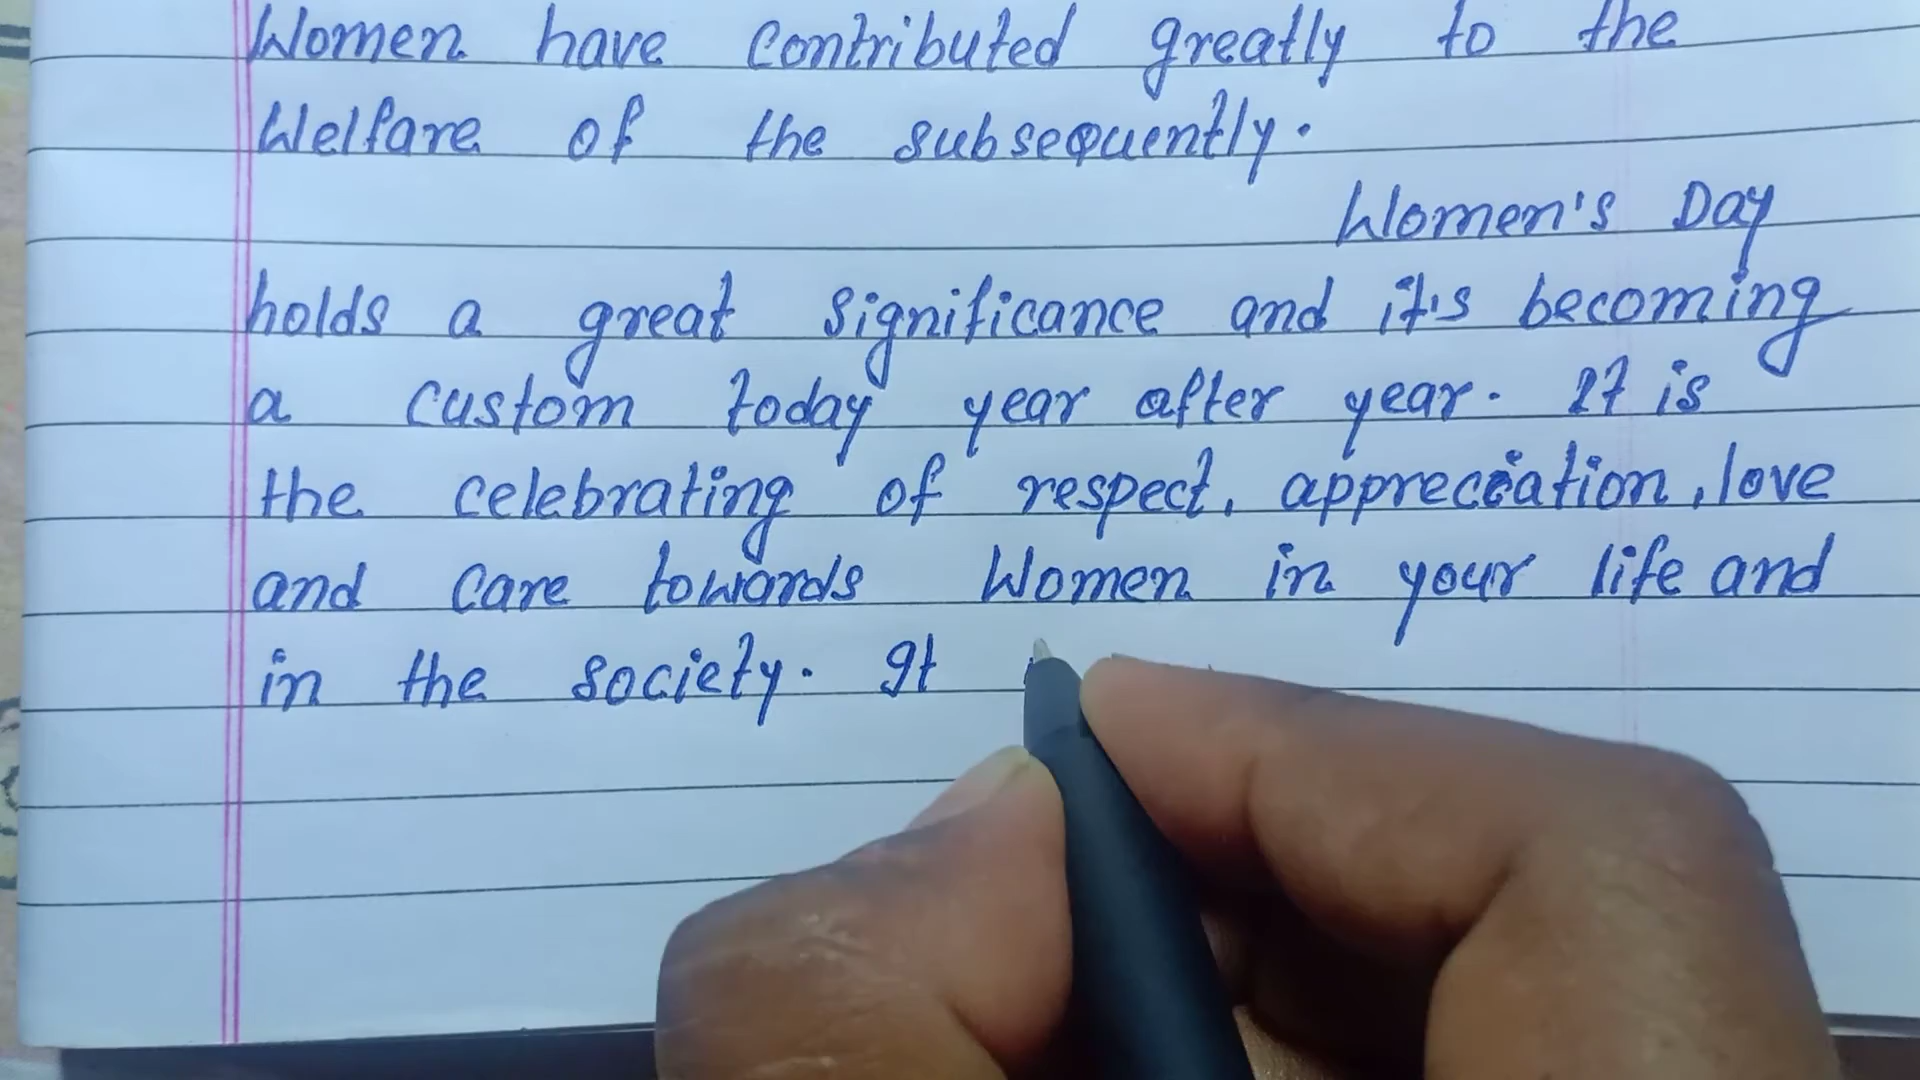 Women have contributed greatly to the
Welfare of the subsequently.
Women's Day
holds a great significance and it's becoming
a custom today year after year. It is
the celebrating of respect, appreciation, love
and care towards Women in your life and
in the society. It